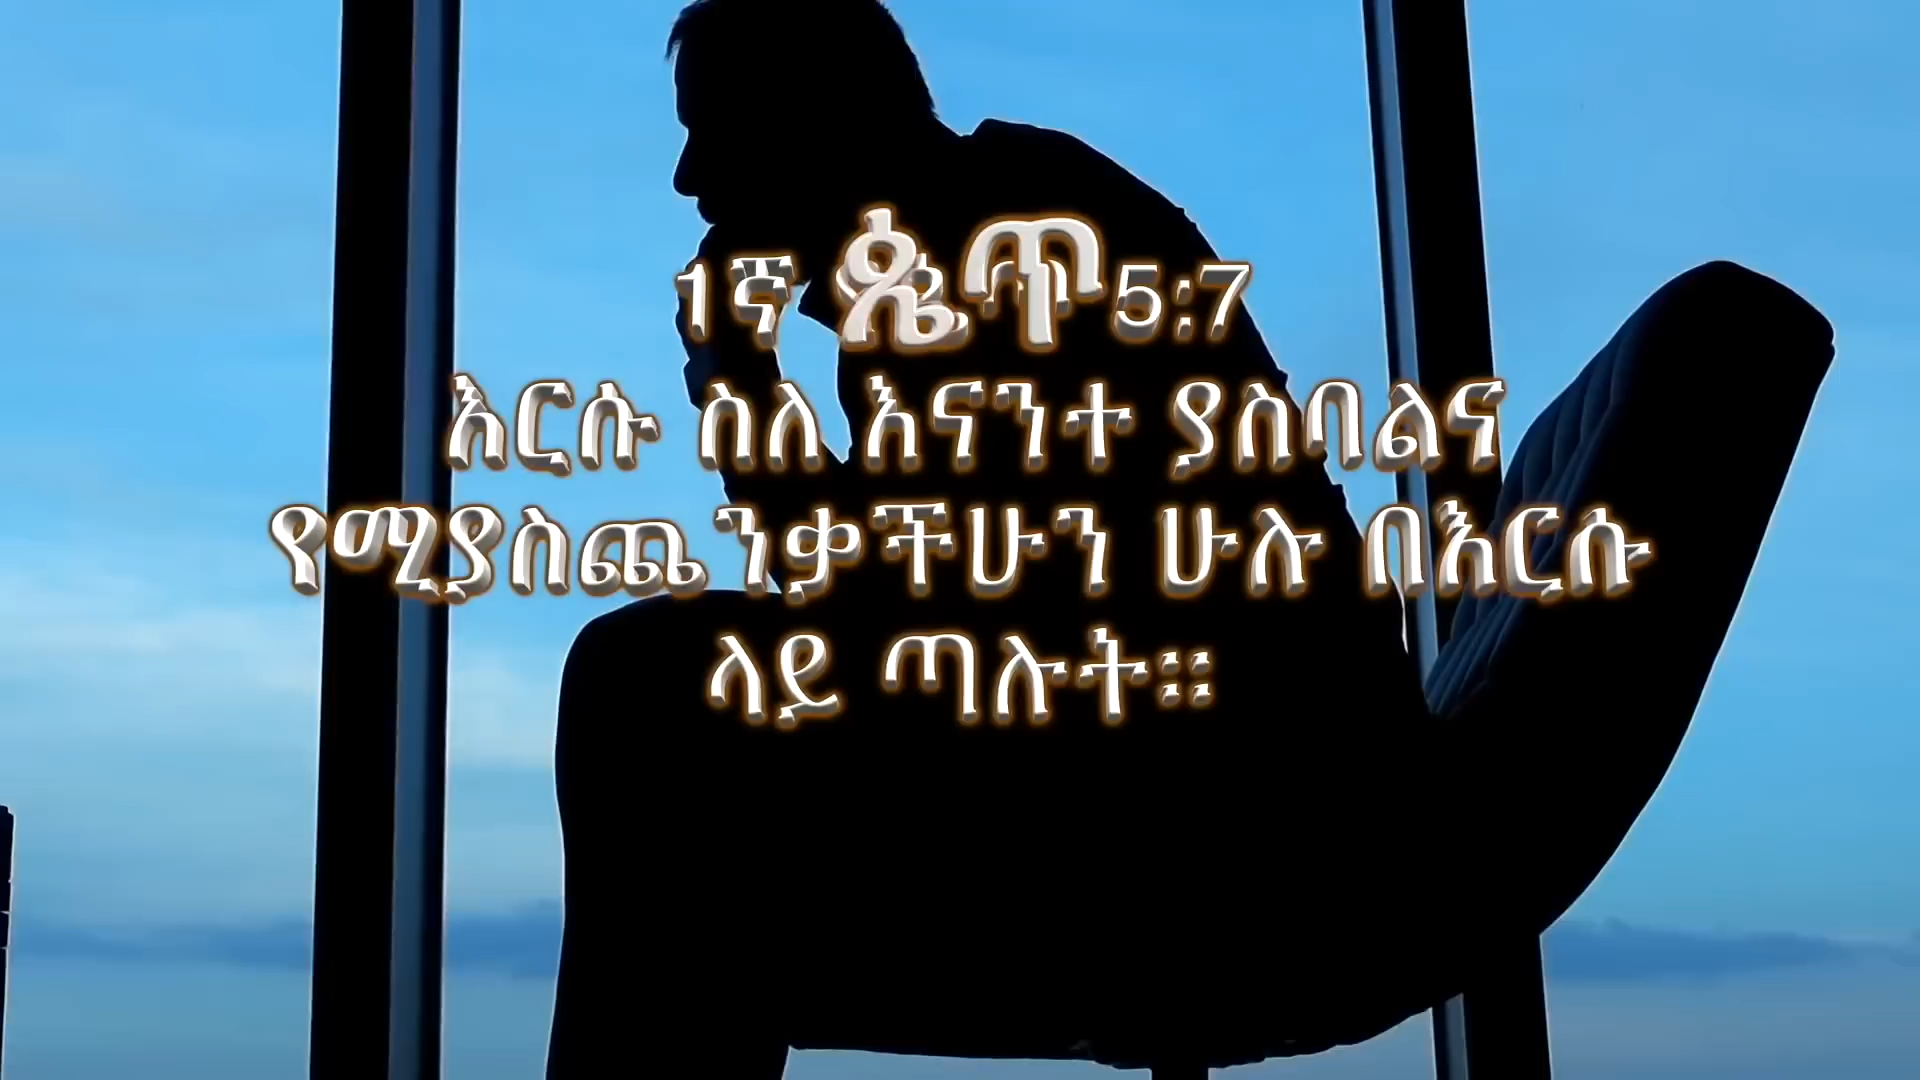 1ኛ ጴጥ 5:7
እርሱ ስለ እናንተ ያስባልና
የሚያስጨንቃችሁን ሁሉ በእርሱ
ላይ ጣሉት።